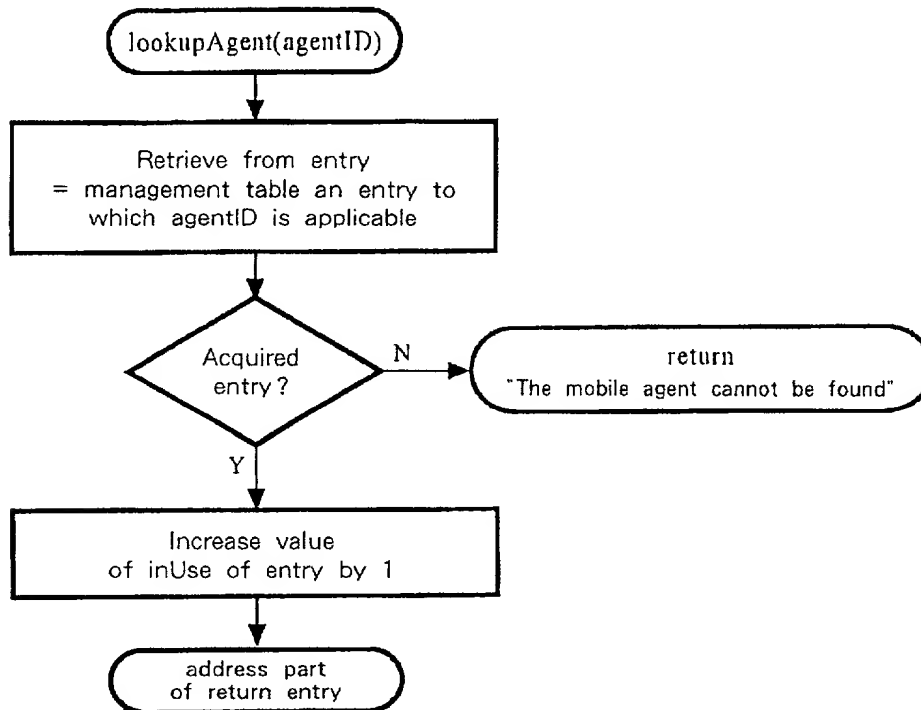 lookupAgent(agentID)
Retrieve from entry
= management table an entry to
which agentID is applicable
Acquired
entry?
N
return
"The mobile agent cannot be found"
Y
Increase value
of inUse of entry by 1
address part
of return entry